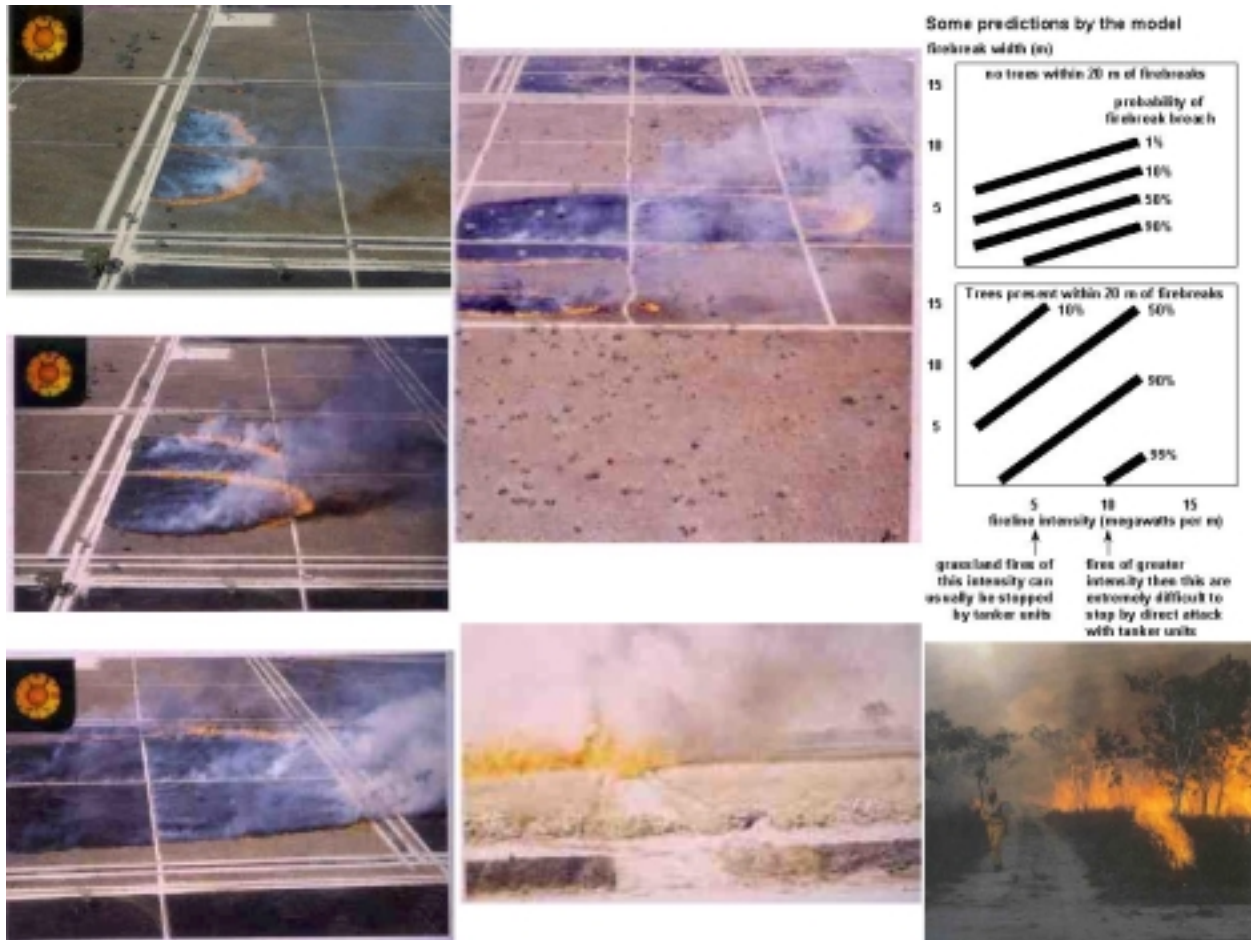 Some predictions by the model
firebreak width (m)
15
no trees within 20 m of firebreaks
probability of
firebreak breach
10
1%
10%
5
50%
90%
15
Trees present within 20 m of firebreaks
10%
50%
10
90%
5
99%
5
10
15
fireline intensity (megawatts per m)
grassland fires of
this intensity can
usually be stopped
by tanker units
fires of greater
intensity then this are
extremely difficult to
stop by direct attack
with tanker units